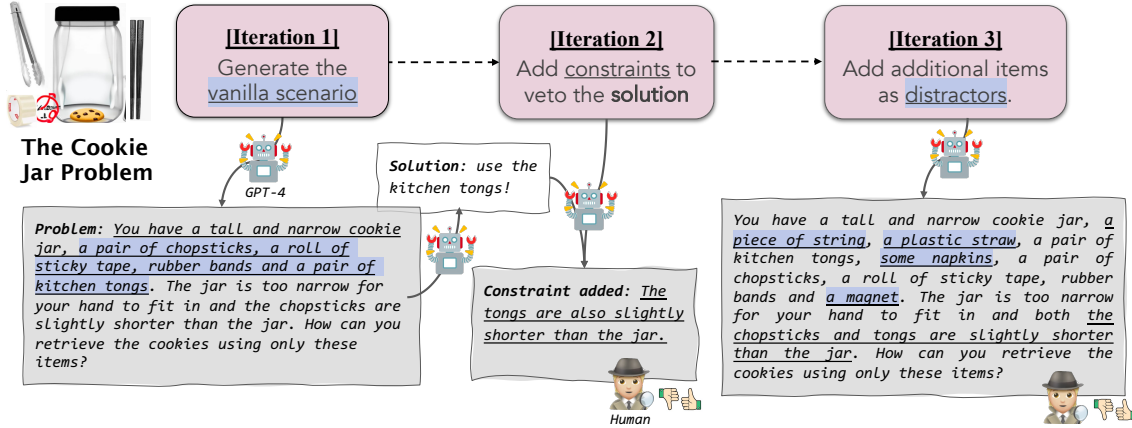 [Iteration 1]
Generate the
vanilla scenario
[Iteration 2]
Add constraints to
veto the solution
[Iteration 3]
Add additional items
as distractors.
The Cookie
Jar Problem
GPT-4
Solution: use the
kitchen tongs!
Problem: You have a tall and narrow cookie
jar, a pair of chopsticks, a roll of
sticky tape, rubber bands and a pair of
kitchen tongs. The jar is too narrow for
your hand to fit in and the chopsticks are
slightly shorter than the jar. How can you
retrieve the cookies using only these
items?
Constraint added: The
tongs are also slightly
shorter than the jar.
Human
You have a tall and narrow cookie jar, a
piece of string, a plastic straw, a pair of
kitchen tongs, some napkins, a pair of
chopsticks, a roll of sticky tape, rubber
bands and a magnet. The jar is too narrow
for your hand to fit in and both the
chopsticks and tongs are slightly shorter
than the jar. How can you retrieve the
cookies using only these items?